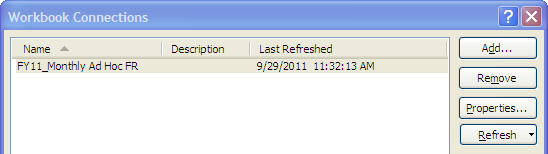 Workbook Connections
Name Description Last Refreshed
FY11_Monthly Ad Hoc FR 9/29/2011 11:32:13 AM
Add...
Remove
Properties...
Refresh